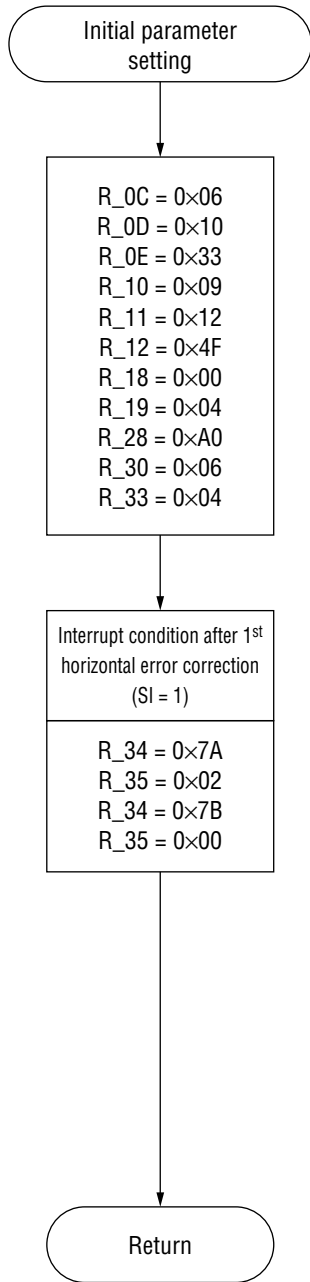 Initial parameter
setting
R_0C = 0×06
R_0D = 0×10
R_0E = 0×33
R_10 = 0×09
R_11 = 0×12
R_12 = 0×4F
R_18 = 0×00
R_19 = 0×04
R_28 = 0×A0
R_30 = 0×06
R_33 = 0×04
Interrupt condition after 1st
horizontal error correction
(SI = 1)
R_34 = 0×7A
R_35 = 0×02
R_34 = 0×7B
R_35 = 0×00
Return